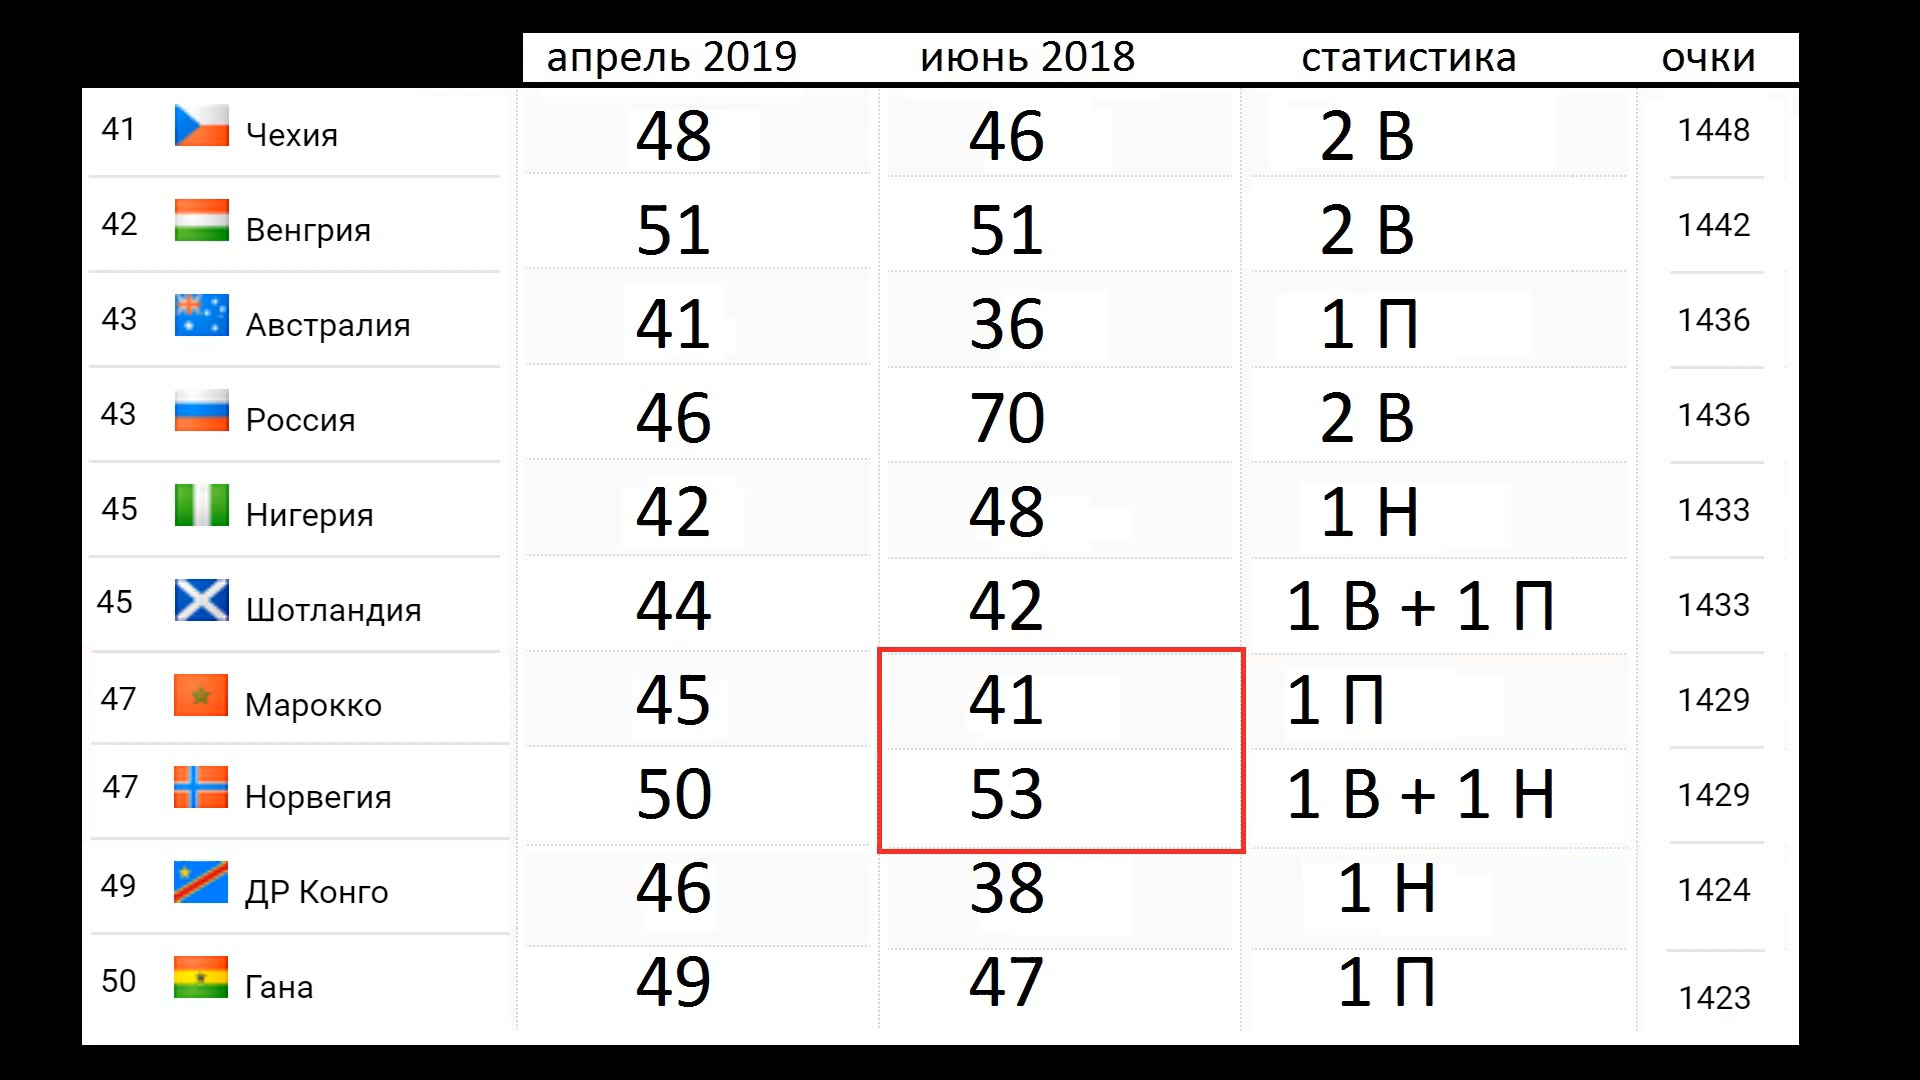 апрель 2019 июнь 2018 статистика очки
41 Чехия 48 46 2 В 1448
42 Венгрия 51 51 2 В 1442
43 Австралия 41 36 1 П 1436
43 Россия 46 70 2 В 1436
45 Нигерия 42 48 1 Н 1433
45 Шотландия 44 42 1 В + 1 П 1433
47 Марокко 45 41 1 П 1429
47 Норвегия 50 53 1 В + 1 Н 1429
49 ДР Конго 46 38 1 Н 1424
50 Гана 49 47 1 П 1423